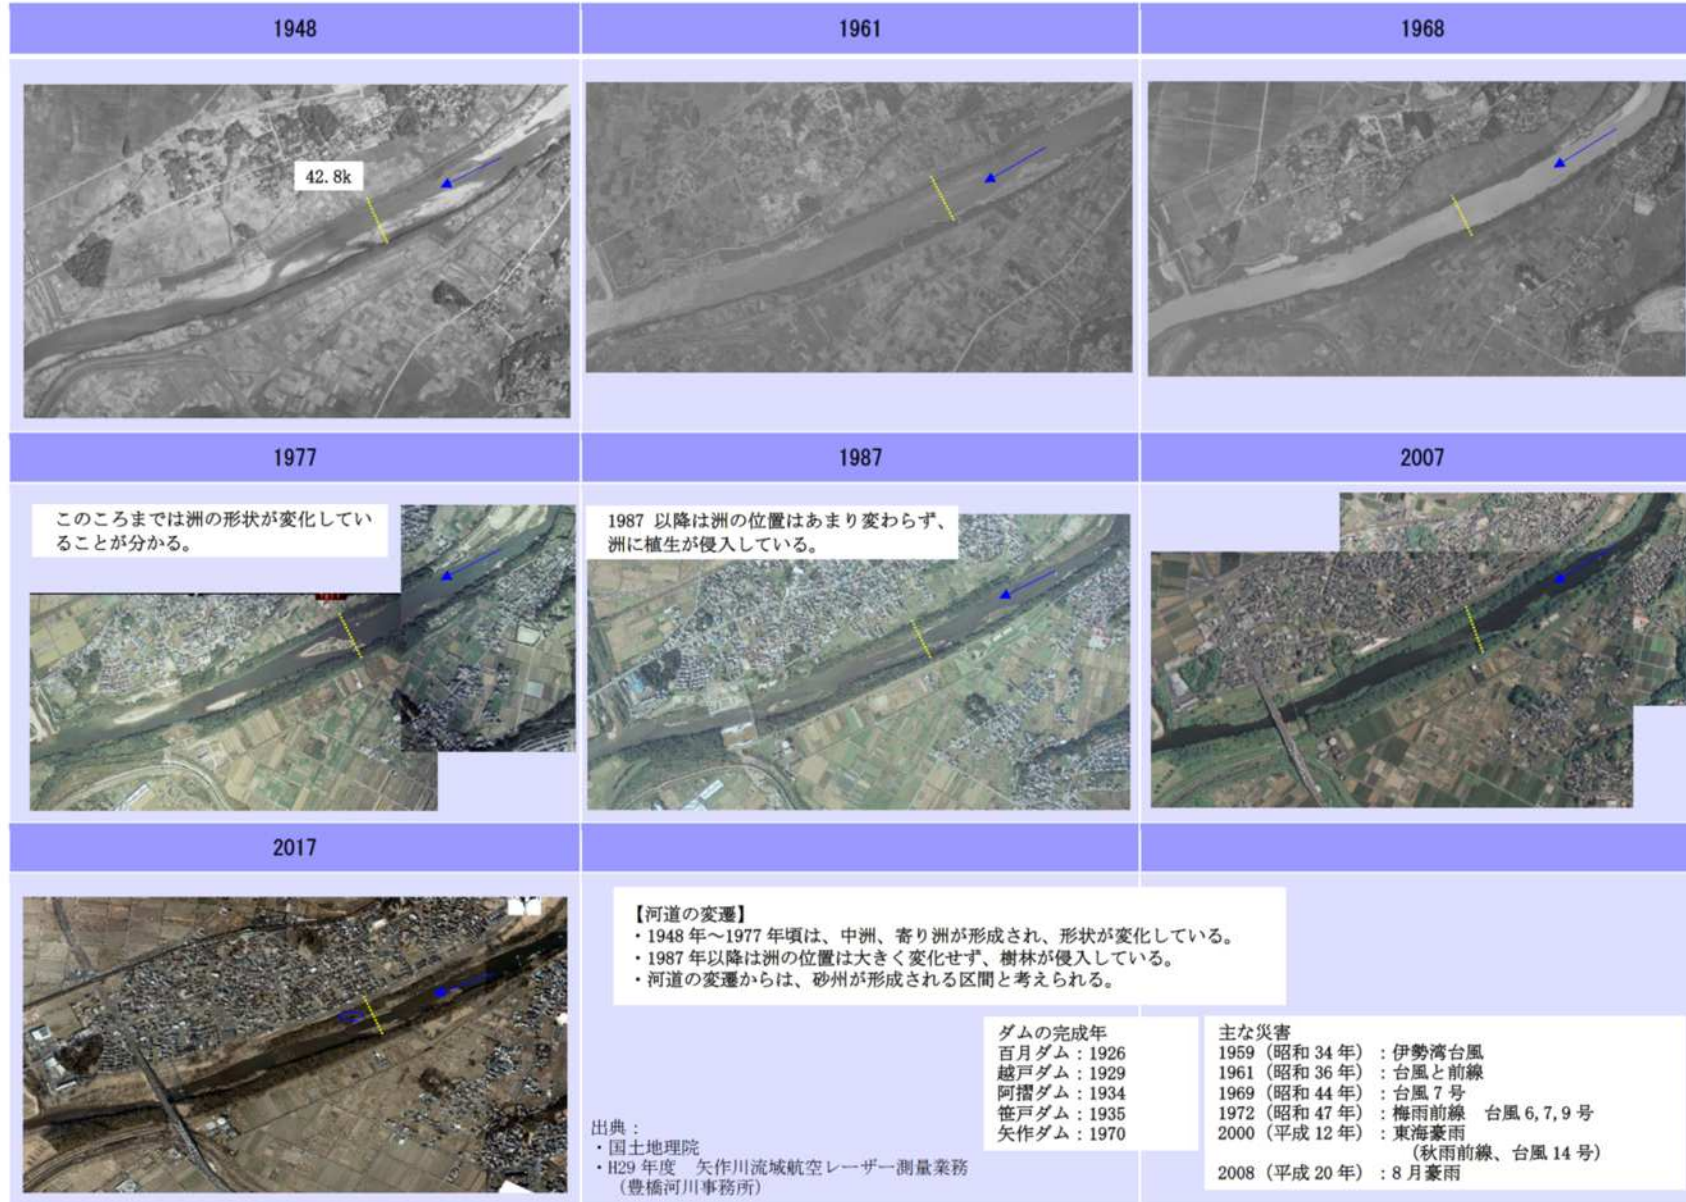 1948
1961
1968
42.8k
1977
1987
2007
このころまでは洲の形状が変化してい
ることが分かる。
1987 以降は洲の位置はあまり変わらず、
洲に植生が侵入している。
2017
【河道の変遷】
・1948 年～1977 年頃は、中洲、寄り洲が形成され、形状が変化している。
・1987 年以降は洲の位置は大きく変化せず、樹林が侵入している。
・河道の変遷からは、砂州が形成される区間と考えられる。
ダムの完成年
百月ダム：1926
越戸ダム：1929
阿摺ダム：1934
笹戸ダム：1935
矢作ダム：1970
主な災害
1959（昭和 34 年）：伊勢湾台風
1961（昭和 36 年）：台風と前線
1969（昭和 44 年）：台風 7 号
1972（昭和 47 年）：梅雨前線　台風 6,7,9 号
2000（平成 12 年）：東海豪雨
（秋雨前線、台風 14 号）
2008（平成 20 年）：8 月豪雨
出典：
・国土地理院
・H29 年度　矢作川流域航空レーザー測量業務
（豊橋河川事務所）